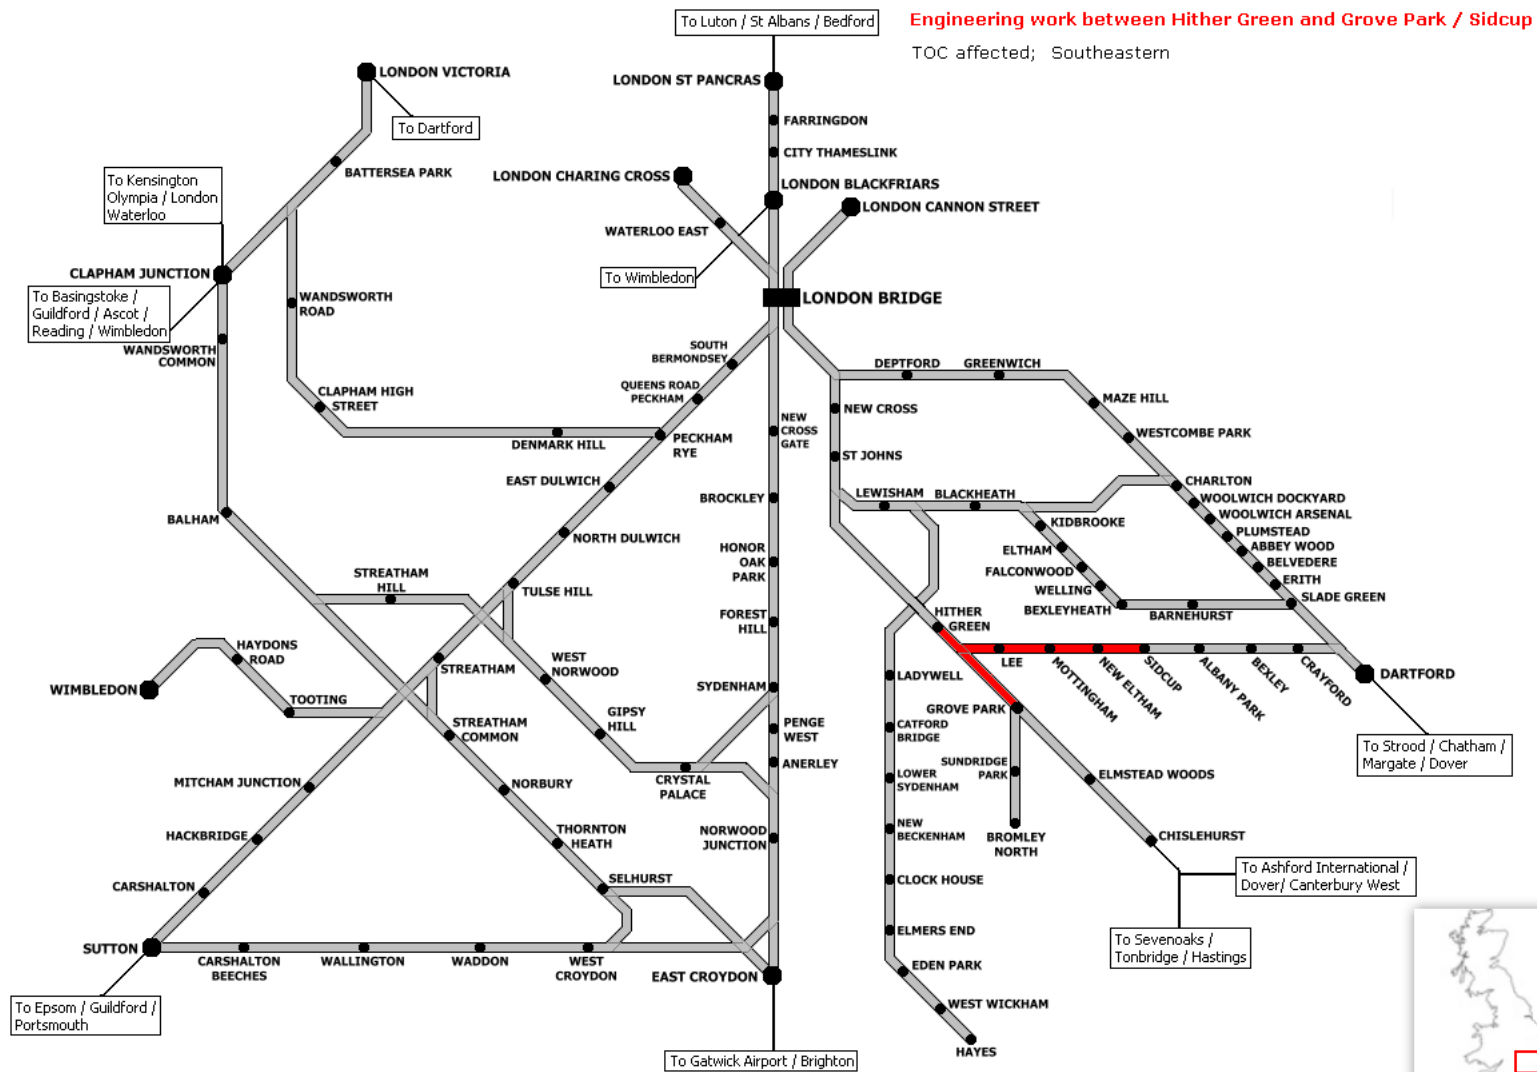 To Luton / St Albans / Bedford
Engineering work between Hither Green and Grove Park / Sidcup
TOC affected; Southeastern
LONDON VICTORIA
LONDON ST PANCRAS
To Dartford
FARRINGDON
CITY THAMESLINK
BATTERSEA PARK
To Kensington
Olympia / London
Waterloo
LONDON CHARING CROSS
LONDON BLACKFRIARS
LONDON CANNON STREET
WATERLOO EAST
To Wimbledon
CLAPHAM JUNCTION
To Basingstoke /
Guildford / Ascot /
Reading / Wimbledon
WANDSWORTH
ROAD
LONDON BRIDGE
WANDSWORTH
COMMON
SOUTH
BERMONDSEY
DEPTFORD
GREENWICH
QUEENS ROAD
PECKHAM
CLAPHAM HIGH
STREET
MAZE HILL
NEW CROSS
NEW
CROSS
GATE
WESTCOMBE PARK
DENMARK HILL
PECKHAM
RYE
ST JOHNS
EAST DULWICH
BROCKLEY
LEWISHAM
BLACKHEATH
CHARLTON
WOOLWICH DOCKYARD
WOOLWICH ARSENAL
PLUMSTEAD
ABBEY WOOD
BELVEDERE
ERITH
SLADE GREEN
BALHAM
NORTH DULWICH
KIDBROOKE
ELTHAM
FALCONWOOD
WELLING
BEXLEYHEATH
BARNEHURST
HONOR
OAK
PARK
STREATHAM
HILL
TULSE HILL
FOREST
HILL
HITHER
GREEN
HAYDONS
ROAD
STREATHAM
WEST
NORWOOD
LEE
MOTTINGHAM
NEW ELTHAM
SIDCUP
ALBANY PARK
BEXLEY
CRAYFORD
DARTFORD
WIMBLEDON
TOOTING
SYDENHAM
LADYWELL
GROVE PARK
STREATHAM
COMMON
GIPSY
HILL
PENGE
WEST
CATFORD
BRIDGE
To Strood / Chatham /
Margate / Dover
ANERLEY
SUNDRIDGE
PARK
ELMSTEAD WOODS
MITCHAM JUNCTION
NORBURY
CRYSTAL
PALACE
LOWER
SYDENHAM
HACKBRIDGE
THORNTON
HEATH
NORWOOD
JUNCTION
NEW
BECKENHAM
BROMLEY
NORTH
CHISLEHURST
CARSHALTON
SELHURST
CLOCK HOUSE
To Ashford International /
Dover/ Canterbury West
SUTTON
CARSHALTON
BEECHES
WALLINGTON
WADDON
WEST
CROYDON
EAST CROYDON
ELMERS END
To Sevenoaks /
Tonbridge / Hastings
EDEN PARK
To Epsom / Guildford /
Portsmouth
WEST WICKHAM
HAYES
To Gatwick Airport / Brighton